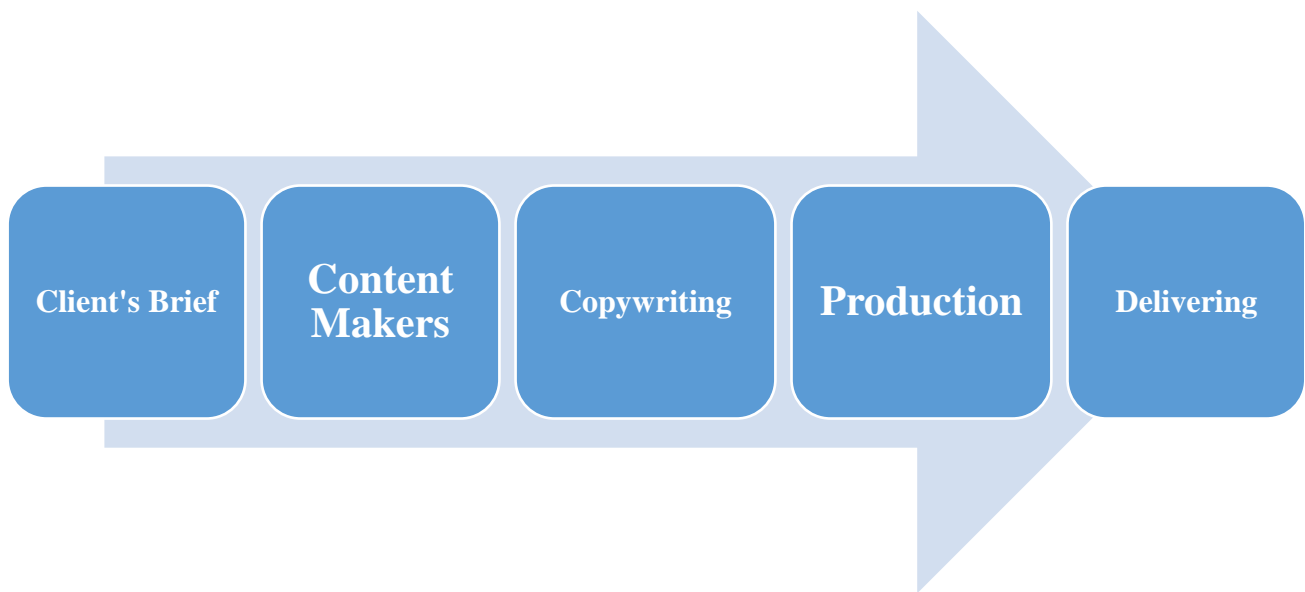 Client's Brief
Content
Makers
Copywriting
Production
Delivering